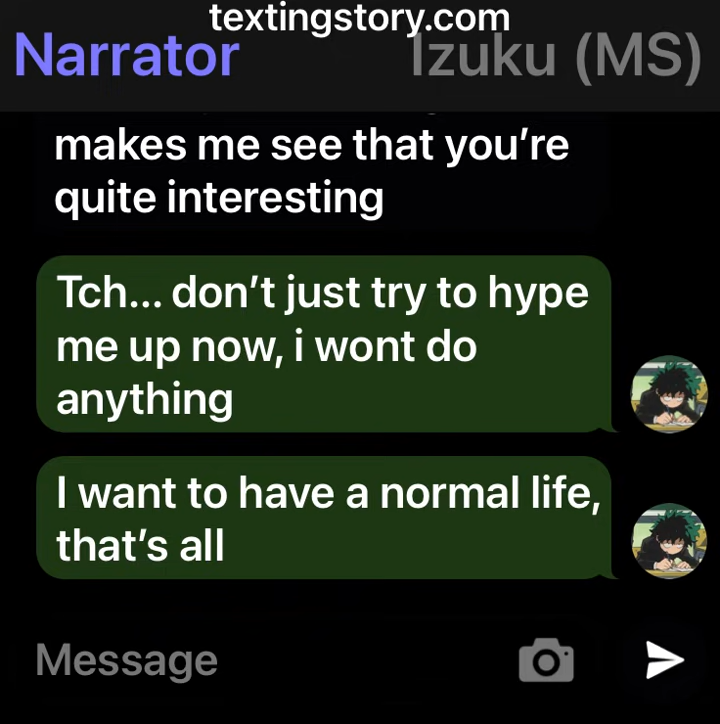 textingstory.com
Narrator
Izuku (MS)
makes me see that you're
quite interesting
Tch... don't just try to hype
me up now, i wont do
anything
I want to have a normal life,
that's all
Message